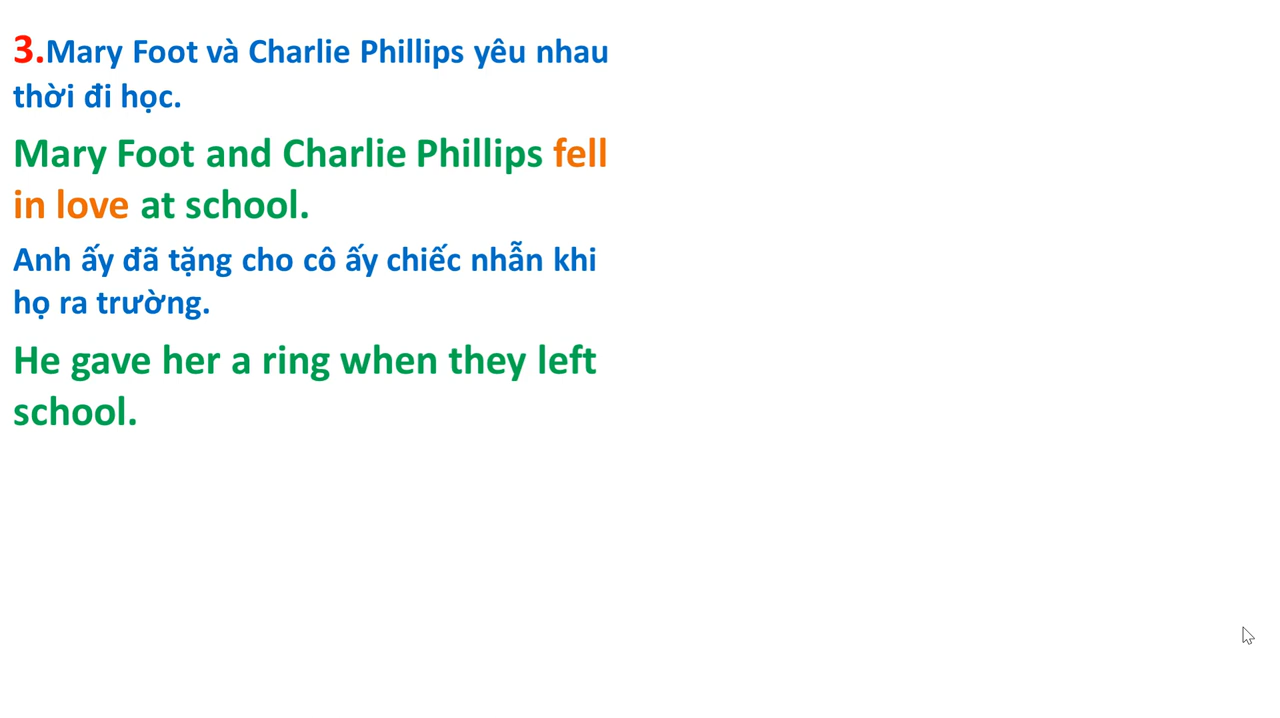 3.Mary Foot và Charlie Phillips yêu nhau
thời đi học.
Mary Foot and Charlie Phillips fell
in love at school.
Anh ấy đã tặng cho cô ấy chiếc nhẫn khi
họ ra trường.
He gave her a ring when they left
school.